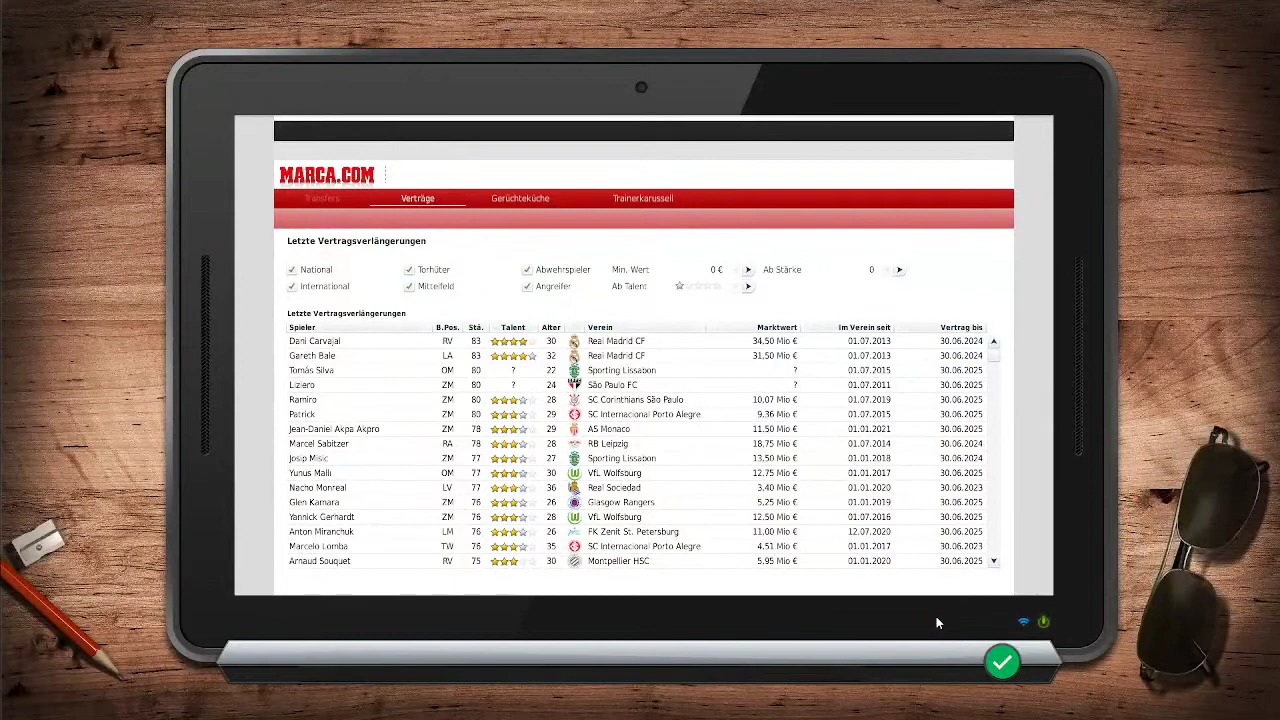 MARCA.COM
Transfers Verträge Gerüchteküche Trainerkarussell
Letzte Vertragsverlängerungen
National Torhüter Abwehrspieler Min. Wert 0 € Ab Stärke 0
International Mittelfeld Angreifer Ab Talent
Letzte Vertragsverlängerungen
Spieler B.Pos. Stä. Talent Alter Verein Marktwert Im Verein seit Vertrag bis
Dani Carvajal RV 83 30 Real Madrid CF 34,50 Mio € 01.07.2013 30.06.2024
Gareth Bale LA 83 32 Real Madrid CF 31,50 Mio € 01.07.2013 30.06.2024
Tomás Silva OM 80 ? 22 Sporting Lissabon ? 01.07.2015 30.06.2025
Liziero ZM 80 ? 24 São Paulo FC ? 01.07.2011 30.06.2025
Ramiro ZM 80 28 SC Corinthians São Paulo 10,07 Mio € 01.07.2019 30.06.2025
Patrick ZM 80 29 SC Internacional Porto Alegre 9,36 Mio € 01.07.2015 30.06.2025
Jean-Daniel Akpa Akpro ZM 78 29 AS Monaco 11,50 Mio € 01.01.2021 30.06.2025
Marcel Sabitzer RA 78 28 RB Leipzig 18,75 Mio € 01.07.2014 30.06.2024
Josip Misic ZM 77 27 Sporting Lissabon 13,50 Mio € 01.01.2018 30.06.2024
Yunus Malli OM 77 30 VfL Wolfsburg 12,75 Mio € 01.01.2017 30.06.2025
Nacho Monreal LV 77 36 Real Sociedad 3,40 Mio € 01.01.2020 30.06.2023
Glen Kamara ZM 76 26 Glasgow Rangers 5,25 Mio € 01.01.2019 30.06.2025
Yannick Gerhardt ZM 76 28 VfL Wolfsburg 12,50 Mio € 01.07.2016 30.06.2025
Anton Miranchuk LM 76 26 FK Zenit St. Petersburg 11,00 Mio € 12.07.2020 30.06.2025
Marcelo Lomba TW 76 35 SC Internacional Porto Alegre 4,51 Mio € 01.01.2017 30.06.2023
Arnaud Souquet RV 75 30 Montpellier HSC 5,95 Mio € 01.01.2020 30.06.2025